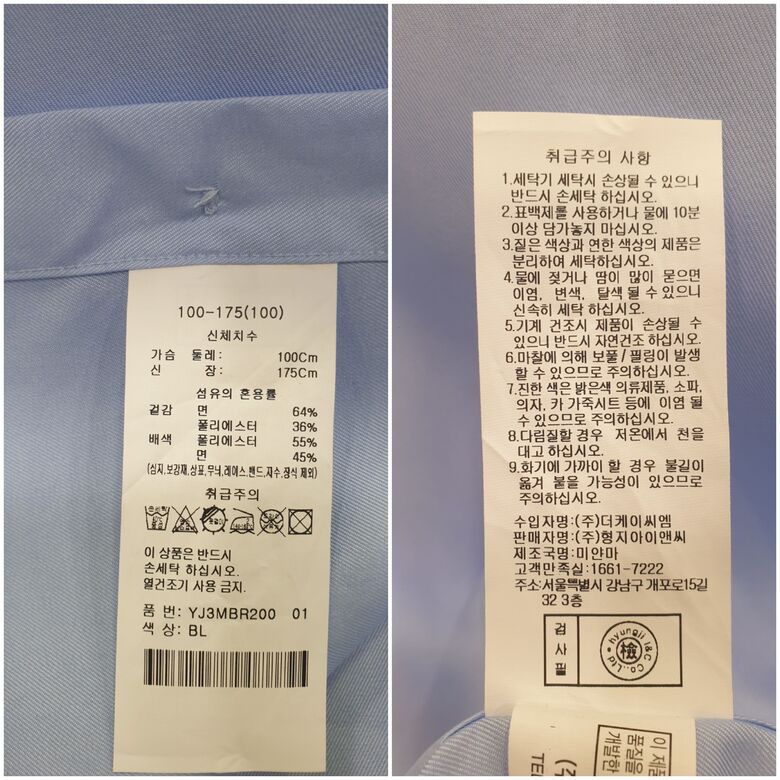 100-175(100)
신체치수
가슴 둘레: 100Cm
신 장: 175Cm
섬유의 혼용률
겉감 면 64%
폴리에스터 36%
배색 폴리에스터 55%
면 45%
(심지,보강재,상표,무늬,레이스,밴드,자수,장식 제외)
취급주의
이 상품은 반드시
손세탁 하십시오.
열건조기 사용 금지.
품 번: YJ3MBR200 01
색 상: BL
취급주의 사항
1.세탁기 세탁시 손상될 수 있으니
반드시 손세탁 하십시오.
2.표백제를 사용하거나 물에 10분
이상 담가놓지 마십시오.
3.짙은 색상과 연한 색상의 제품은
분리하여 세탁하십시오.
4.물에 젖거나 땀이 많이 묻으면
이염, 변색, 탈색 될 수 있으니
신속히 세탁 하십시오.
5.기계 건조시 제품이 손상될 수
있으니 반드시 자연건조 하십시오.
6.마찰에 의해 보풀/필링이 발생
할 수 있으므로 주의하십시오.
7.진한 색은 밝은색 의류제품, 소파,
의자, 카 가죽시트 등에 이염 될
수 있으므로 주의하십시오.
8.다림질할 경우 저온에서 천을
대고 하십시오.
9.화기에 가까이 할 경우 불길이
옮겨 붙을 가능성이 있으므로
주의하십시오.
수입자명:(주)더케이씨엠
판매자명:(주)형지아이앤씨
제조국명:미얀마
고객만족실:1661-7222
주소:서울특별시 강남구 개포로15길
32 3층
검사필
hyungji I&C Co.,Ltd.
檢
이 제
품질을
개발한
(주
TE